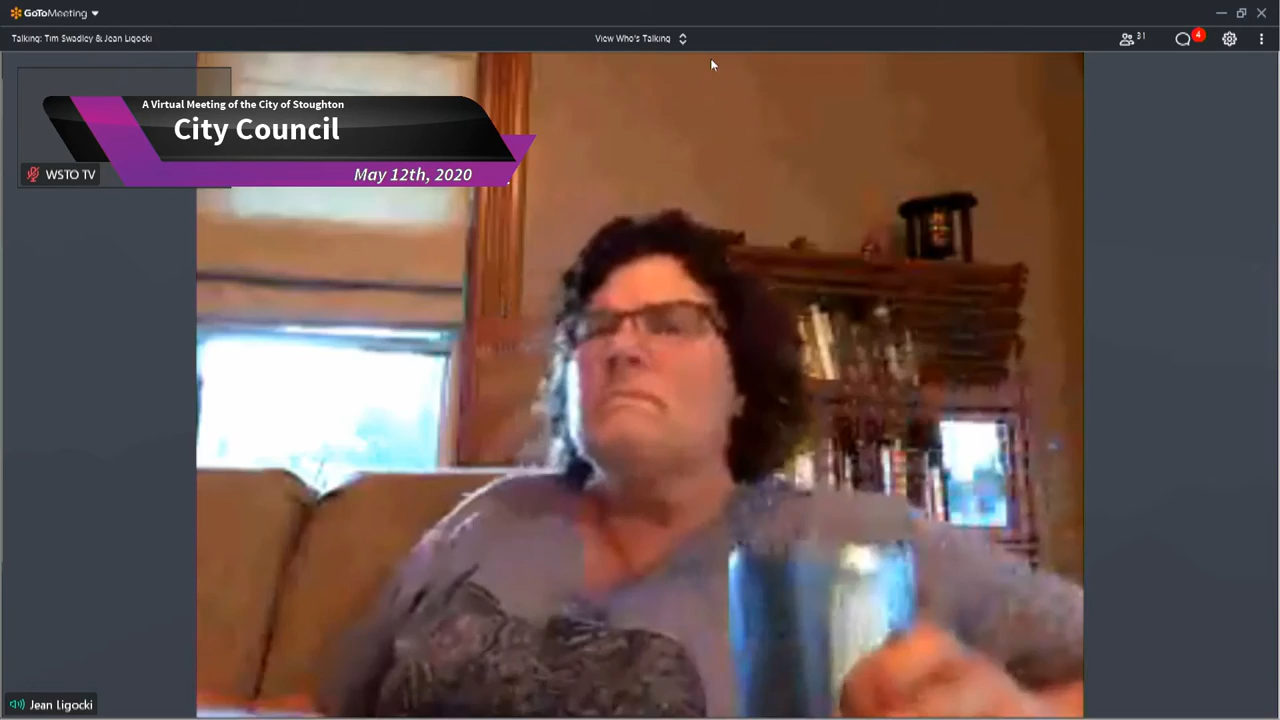 GoToMeeting
Talking: Tim Swadley & Jean Ligocki
View Who's Talking
31
4
A Virtual Meeting of the City of Stoughton
City Council
May 12th, 2020
WSTO TV
Jean Ligocki